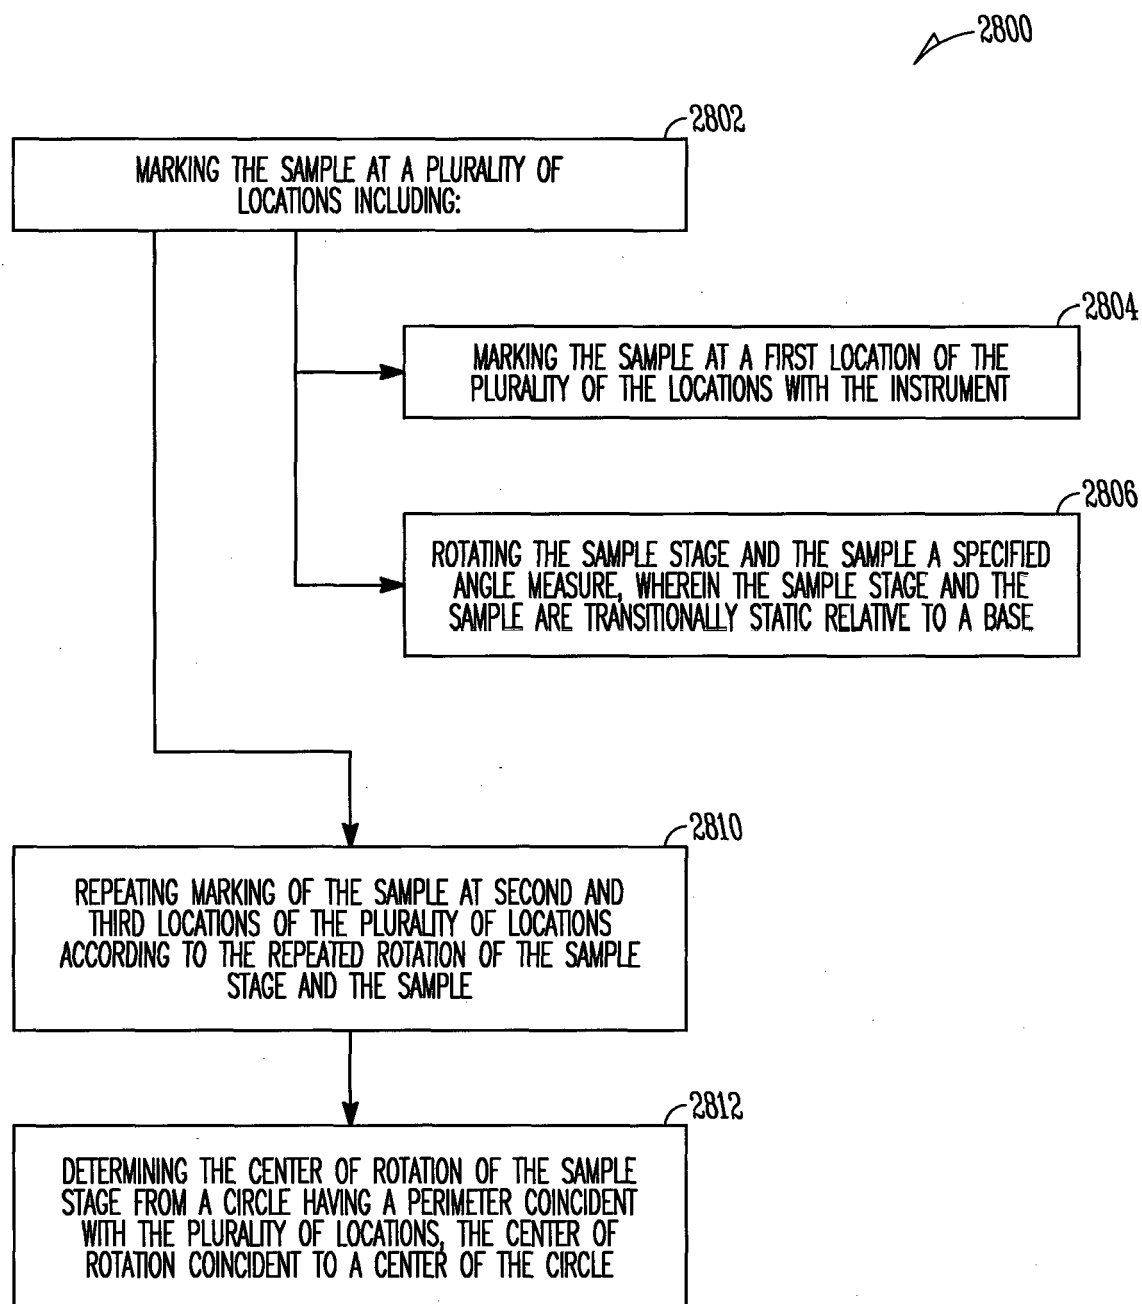 2800
2802
MARKING THE SAMPLE AT A PLURALITY OF
LOCATIONS INCLUDING:
2804
MARKING THE SAMPLE AT A FIRST LOCATION OF THE
PLURALITY OF THE LOCATIONS WITH THE INSTRUMENT
2806
ROTATING THE SAMPLE STAGE AND THE SAMPLE A SPECIFIED
ANGLE MEASURE, WHEREIN THE SAMPLE STAGE AND THE
SAMPLE ARE TRANSITIONALLY STATIC RELATIVE TO A BASE
2810
REPEATING MARKING OF THE SAMPLE AT SECOND AND
THIRD LOCATIONS OF THE PLURALITY OF LOCATIONS
ACCORDING TO THE REPEATED ROTATION OF THE SAMPLE
STAGE AND THE SAMPLE
2812
DETERMINING THE CENTER OF ROTATION OF THE SAMPLE
STAGE FROM A CIRCLE HAVING A PERIMETER COINCIDENT
WITH THE PLURALITY OF LOCATIONS, THE CENTER OF
ROTATION COINCIDENT TO A CENTER OF THE CIRCLE